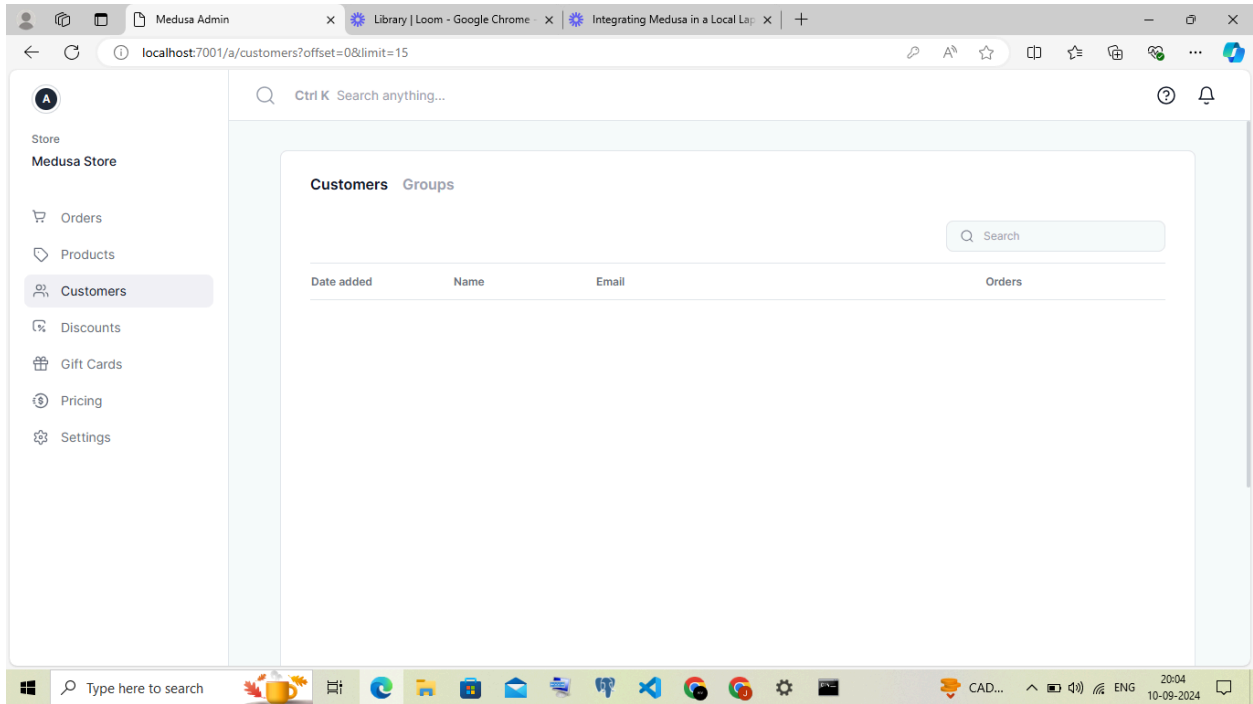 Medusa Admin
Library | Loom - Google Chrome -
Integrating Medusa in a Local Lap
localhost:7001/a/customers?offset=0&limit=15
A
Ctrl K Search anything...
Store
Medusa Store
Orders
Products
Customers
Discounts
Gift Cards
Pricing
Settings
Customers Groups
Search
Date added Name Email Orders
Type here to search
CAD...
ENG
20:04
10-09-2024